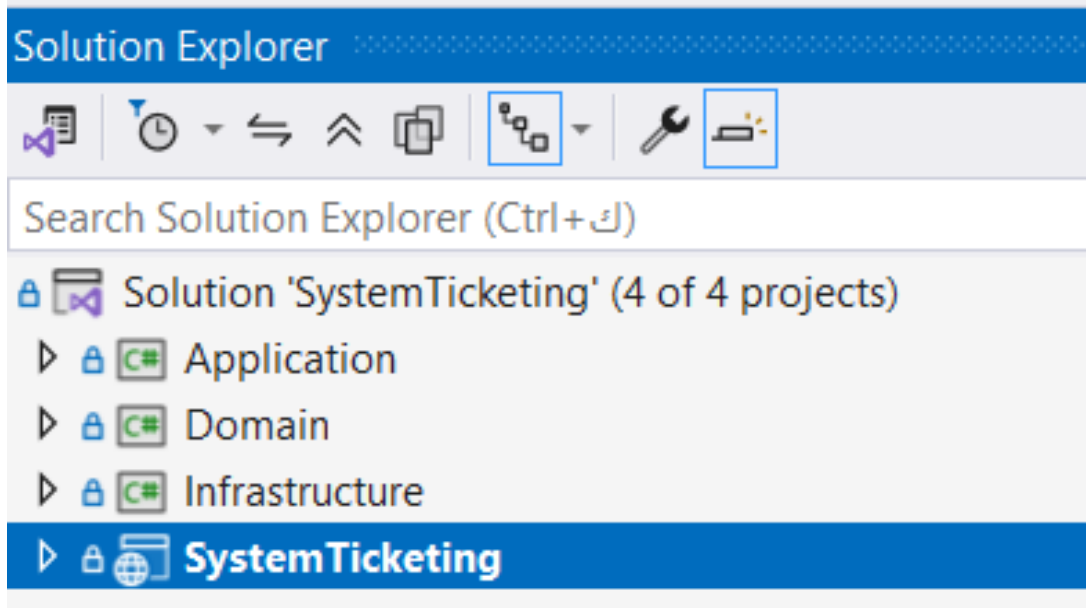 Solution Explorer
Search Solution Explorer (Ctrl+ك)
Solution 'SystemTicketing' (4 of 4 projects)
C# Application
C# Domain
C# Infrastructure
SystemTicketing